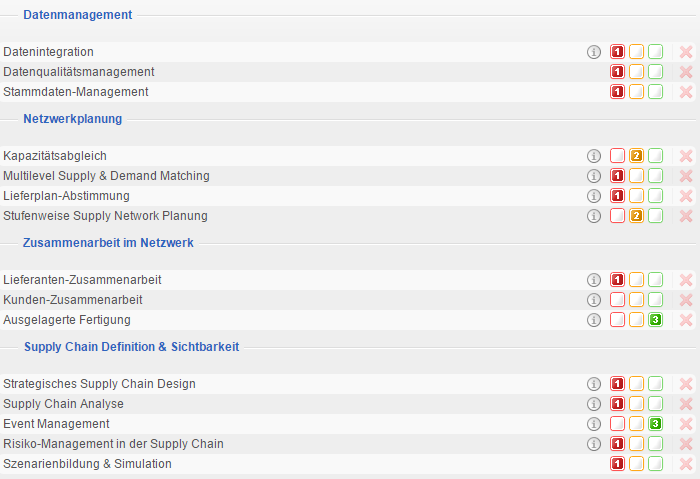 Datenmanagement
Datenintegration i 1
Datenqualitätsmanagement 1
Stammdaten-Management 1
Netzwerkplanung
Kapazitätsabgleich i 2
Multilevel Supply & Demand Matching i 1
Lieferplan-Abstimmung i 1
Stufenweise Supply Network Planung i 2
Zusammenarbeit im Netzwerk
Lieferanten-Zusammenarbeit i 1
Kunden-Zusammenarbeit i
Ausgelagerte Fertigung i 3
Supply Chain Definition & Sichtbarkeit
Strategisches Supply Chain Design i 1
Supply Chain Analyse i 1
Event Management i 3
Risiko-Management in der Supply Chain i 1
Szenarienbildung & Simulation 1